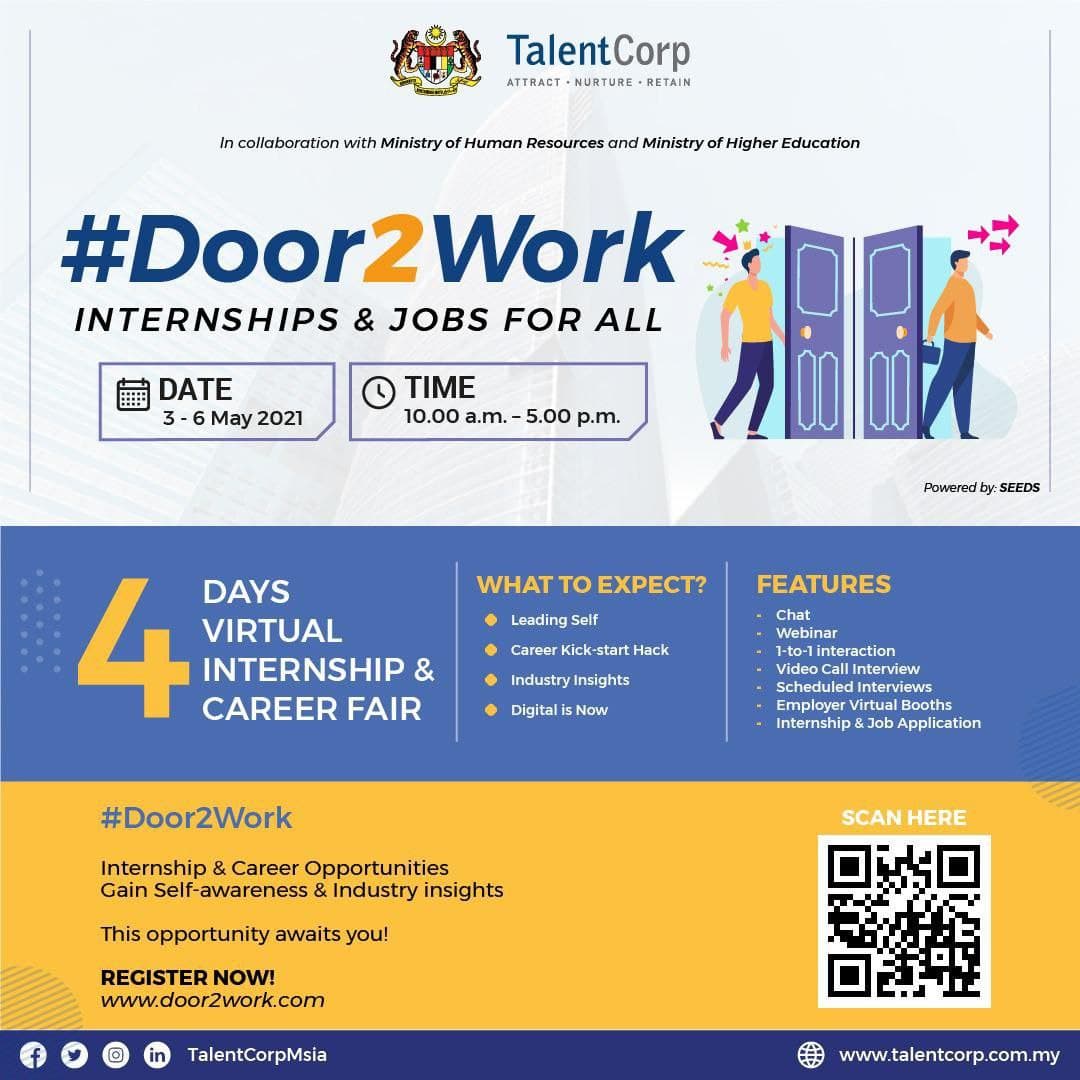 TalentCorp
ATTRACT • NURTURE • RETAIN
In collaboration with Ministry of Human Resources and Ministry of Higher Education
#Door2Work
INTERNSHIPS & JOBS FOR ALL
DATE
3 - 6 May 2021
TIME
10.00 a.m. – 5.00 p.m.
Powered by: SEEDS
4 DAYS
VIRTUAL
INTERNSHIP &
CAREER FAIR
WHAT TO EXPECT?
Leading Self
Career Kick-start Hack
Industry Insights
Digital is Now
FEATURES
- Chat
- Webinar
- 1-to-1 interaction
- Video Call Interview
- Scheduled Interviews
- Employer Virtual Booths
- Internship & Job Application
#Door2Work
Internship & Career Opportunities
Gain Self-awareness & Industry insights
This opportunity awaits you!
REGISTER NOW!
www.door2work.com
SCAN HERE
TalentCorpMsia
www.talentcorp.com.my